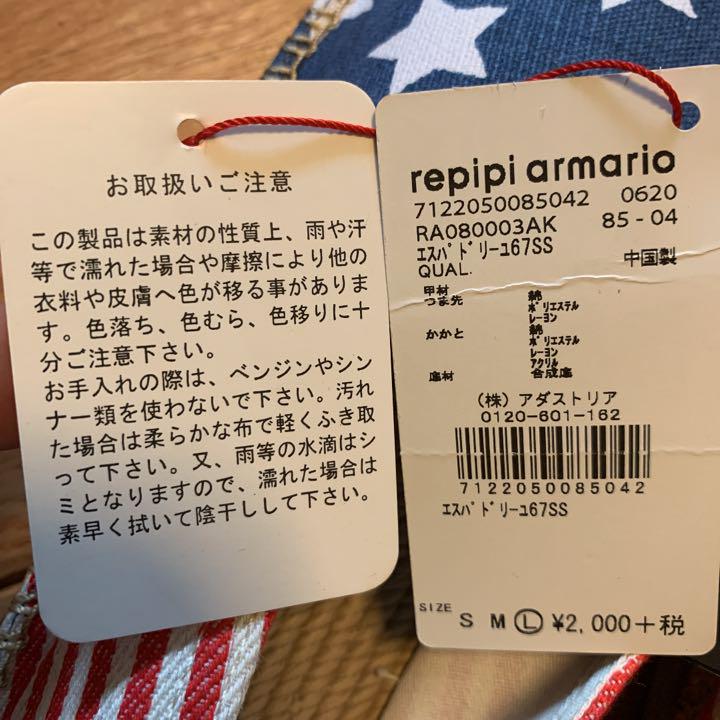 お取扱いご注意
この製品は素材の性質上、雨や汗
等で濡れた場合や摩擦により他の
衣料や皮膚へ色が移る事がありま
す。色落ち、色むら、色移りに十
分ご注意下さい。
お手入れの際は、ベンジンやシン
ナー類を使わないで下さい。汚れ
た場合は柔らかな布で軽くふき取
って下さい。又、雨等の水滴はシ
ミとなりますので、濡れた場合は
素早く拭いて陰干しして下さい。
repipi armario
7122050085042 0620
RA080003AK 85-04
エスパドリーユ67SS
QUAL. 中国製
甲材
つま先 綿
ポリエステル
レーヨン
かかと 綿
ポリエステル
レーヨン
アクリル
底材 合成底
(株)アダストリア
0120-601-162
7122050085042
エスパドリーユ67SS
SIZE S M Ⓛ ¥2,000+税